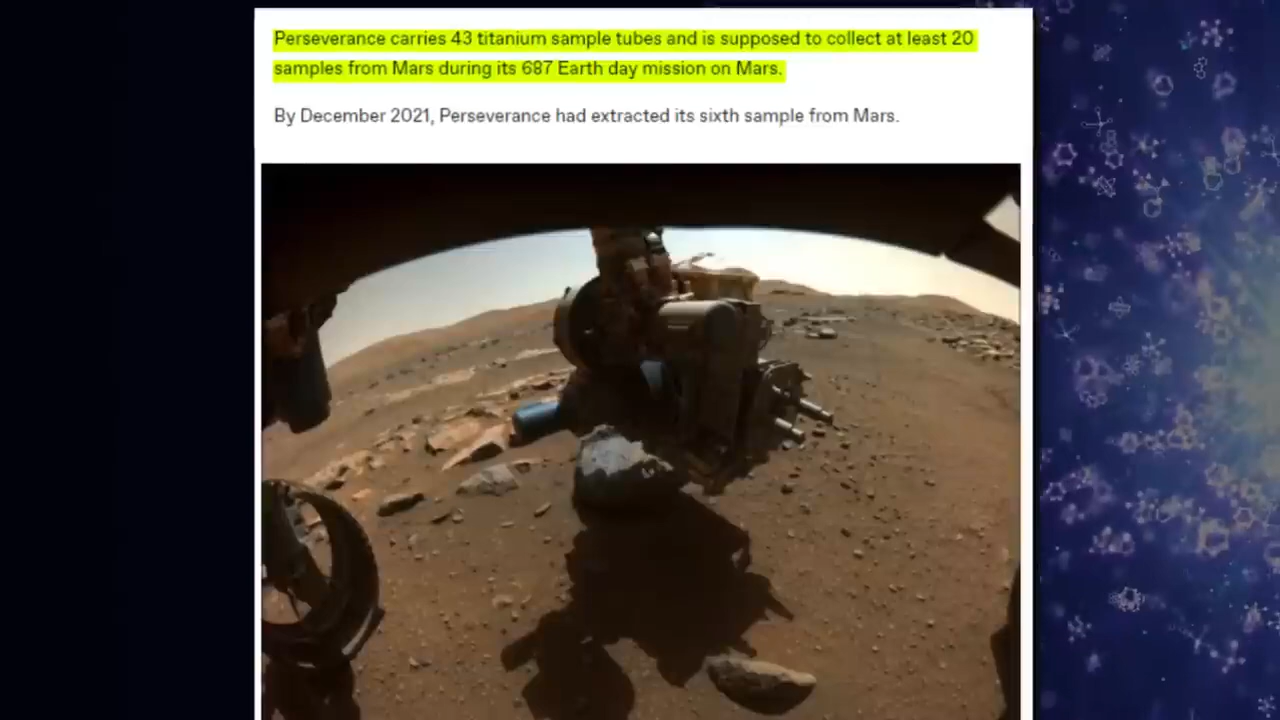 Perseverance carries 43 titanium sample tubes and is supposed to collect at least 20
samples from Mars during its 687 Earth day mission on Mars.
By December 2021, Perseverance had extracted its sixth sample from Mars.